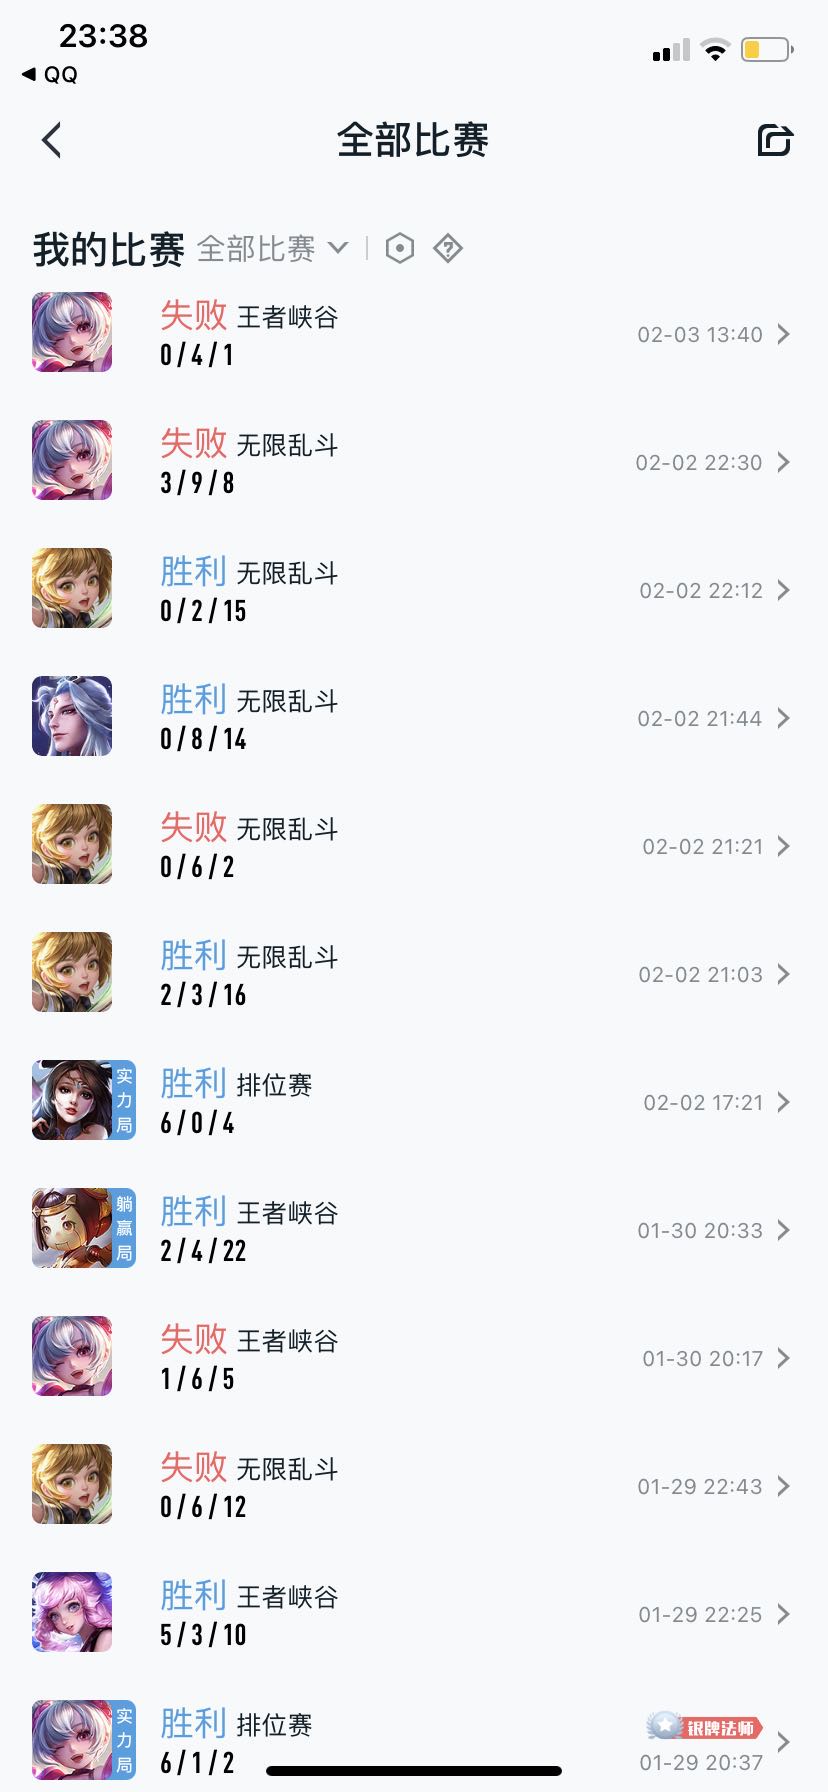 23:38
QQ
全部比赛
我的比赛 全部比赛
失败 王者峡谷
0/4/1
02-03 13:40
失败 无限乱斗
3/9/8
02-02 22:30
胜利 无限乱斗
0/2/15
02-02 22:12
胜利 无限乱斗
0/8/14
02-02 21:44
失败 无限乱斗
0/6/2
02-02 21:21
胜利 无限乱斗
2/3/16
02-02 21:03
实力局
胜利 排位赛
6/0/4
02-02 17:21
躺赢局
胜利 王者峡谷
2/4/22
01-30 20:33
失败 王者峡谷
1/6/5
01-30 20:17
失败 无限乱斗
0/6/12
01-29 22:43
胜利 王者峡谷
5/3/10
01-29 22:25
实力局
胜利 排位赛
6/1/2
银牌法师
01-29 20:37